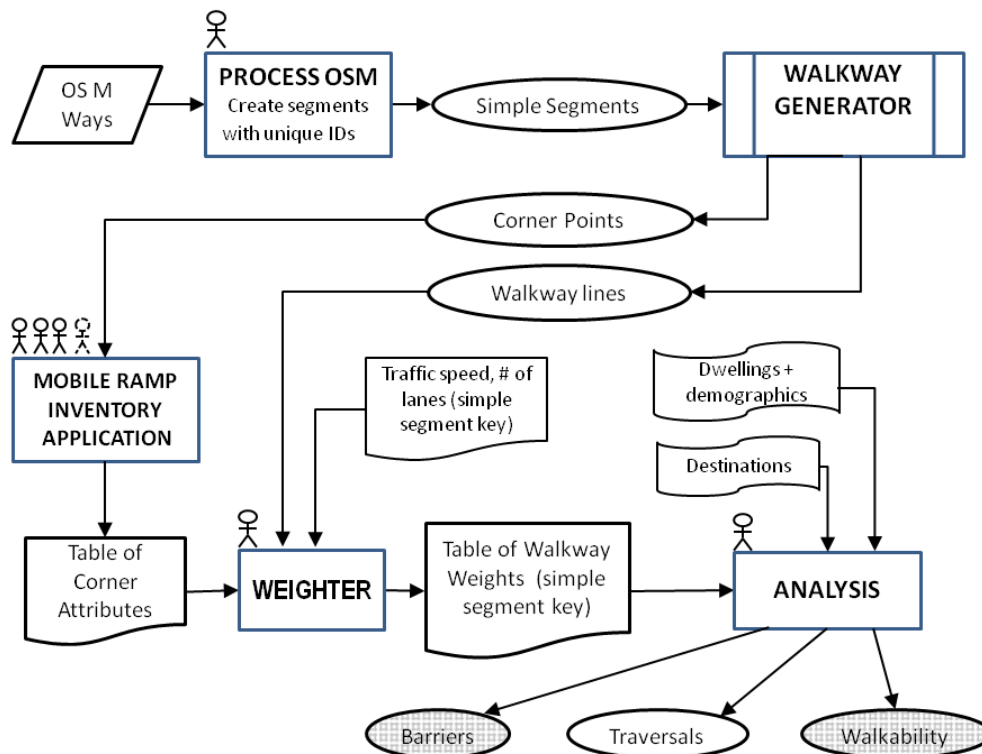 OS M
Ways
PROCESS OSM
Create segments
with unique IDs
Simple Segments
WALKWAY
GENERATOR
Corner Points
Walkway lines
MOBILE RAMP
INVENTORY
APPLICATION
Traffic speed, # of
lanes (simple
segment key)
Dwellings +
demographics
Destinations
Table of
Corner
Attributes
WEIGHTER
Table of Walkway
Weights (simple
segment key)
ANALYSIS
Barriers
Traversals
Walkability